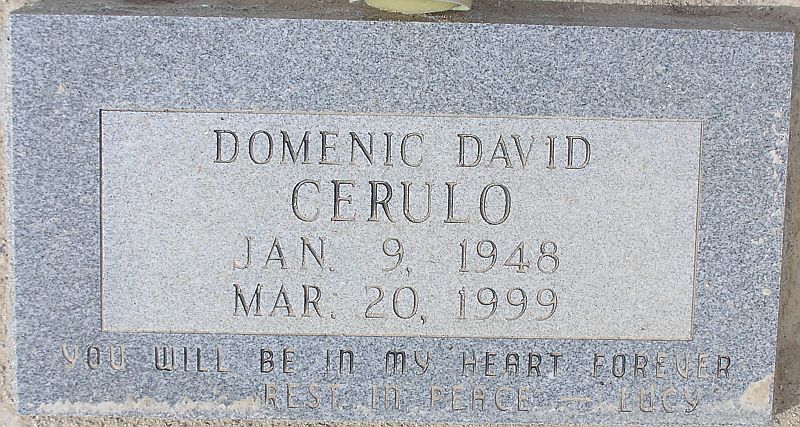 DOMENIC DAVID
CERULO
JAN. 9, 1948
MAR. 20, 1999
YOU WILL BE IN MY HEART FOREVER
REST IN PEACE — LUCY